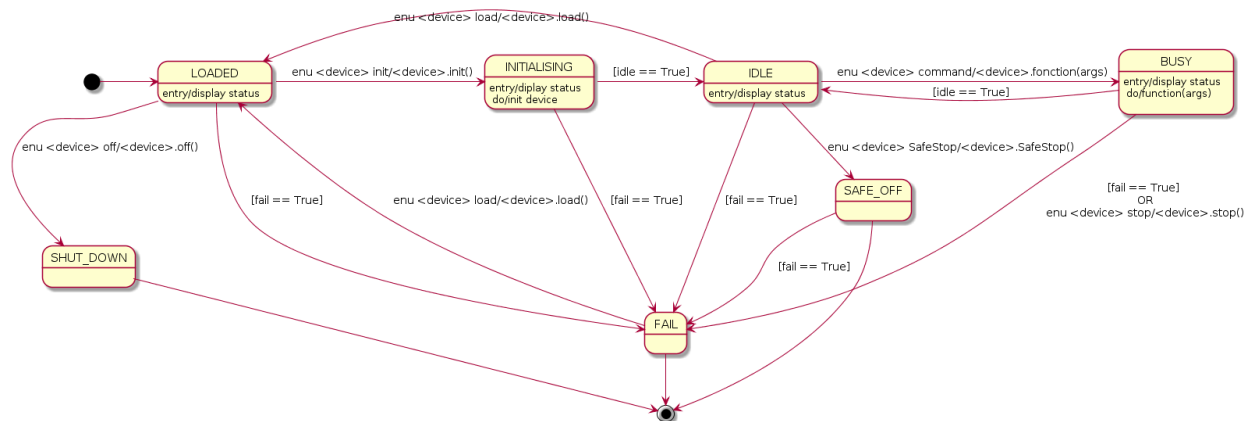 enu <device> load/<device>.load()
LOADED
entry/display status
enu <device> init/<device>.init()
INITIALISING
entry/diplay status
do/init device
[idle == True]
IDLE
entry/display status
enu <device> command/<device>.fonction(args)
[idle == True]
BUSY
entry/display status
do/function(args)
enu <device> off/<device>.off()
enu <device> SafeStop/<device>.SafeStop()
[fail == True]
enu <device> load/<device>.load()
[fail == True]
[fail == True]
SAFE_OFF
[fail == True]
OR
enu <device> stop/<device>.stop()
SHUT_DOWN
[fail == True]
FAIL